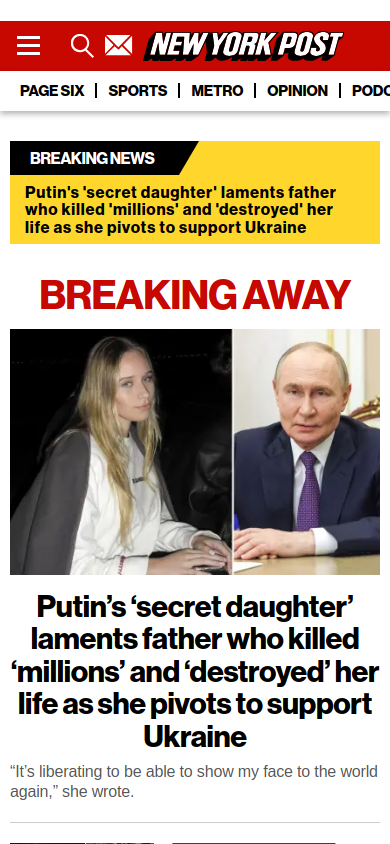 NEW YORK POST
PAGE SIX | SPORTS | METRO | OPINION | PODC
BREAKING NEWS
Putin's 'secret daughter' laments father
who killed 'millions' and 'destroyed' her
life as she pivots to support Ukraine
BREAKING AWAY
Putin’s ‘secret daughter’
laments father who killed
‘millions’ and ‘destroyed’ her
life as she pivots to support
Ukraine
“It’s liberating to be able to show my face to the world
again,” she wrote.